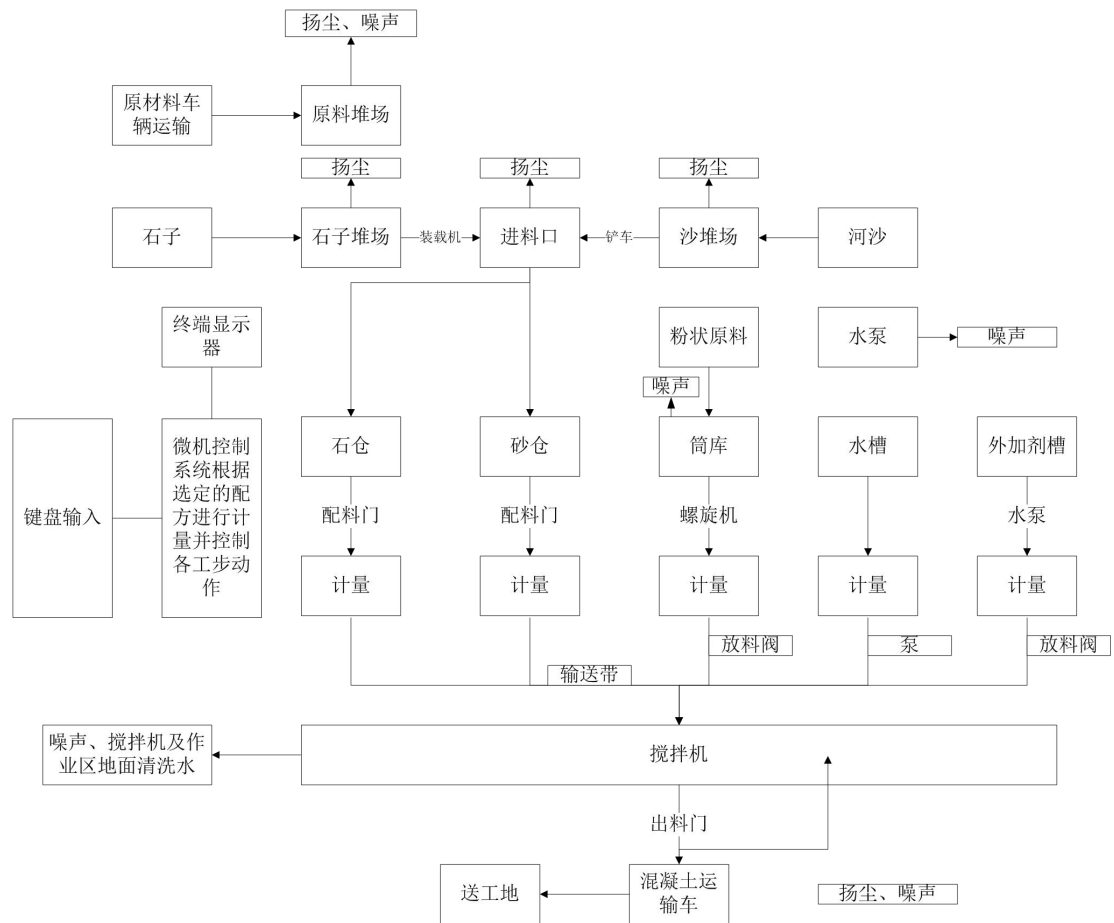 扬尘、噪声
原材料车
辆运输
原料堆场
扬尘
扬尘
扬尘
石子
石子堆场
装载机
进料口
铲车
沙堆场
河沙
终端显示
器
粉状原料
水泵
噪声
噪声
键盘输入
微机控制
系统根据
选定的配
方进行计
量并控制
各工步动
作
石仓
砂仓
筒库
水槽
外加剂槽
配料门
配料门
螺旋机
水泵
计量
计量
计量
计量
计量
放料阀
泵
放料阀
输送带
噪声、搅拌机及作
业区地面清洗水
搅拌机
出料门
送工地
混凝土运
输车
扬尘、噪声